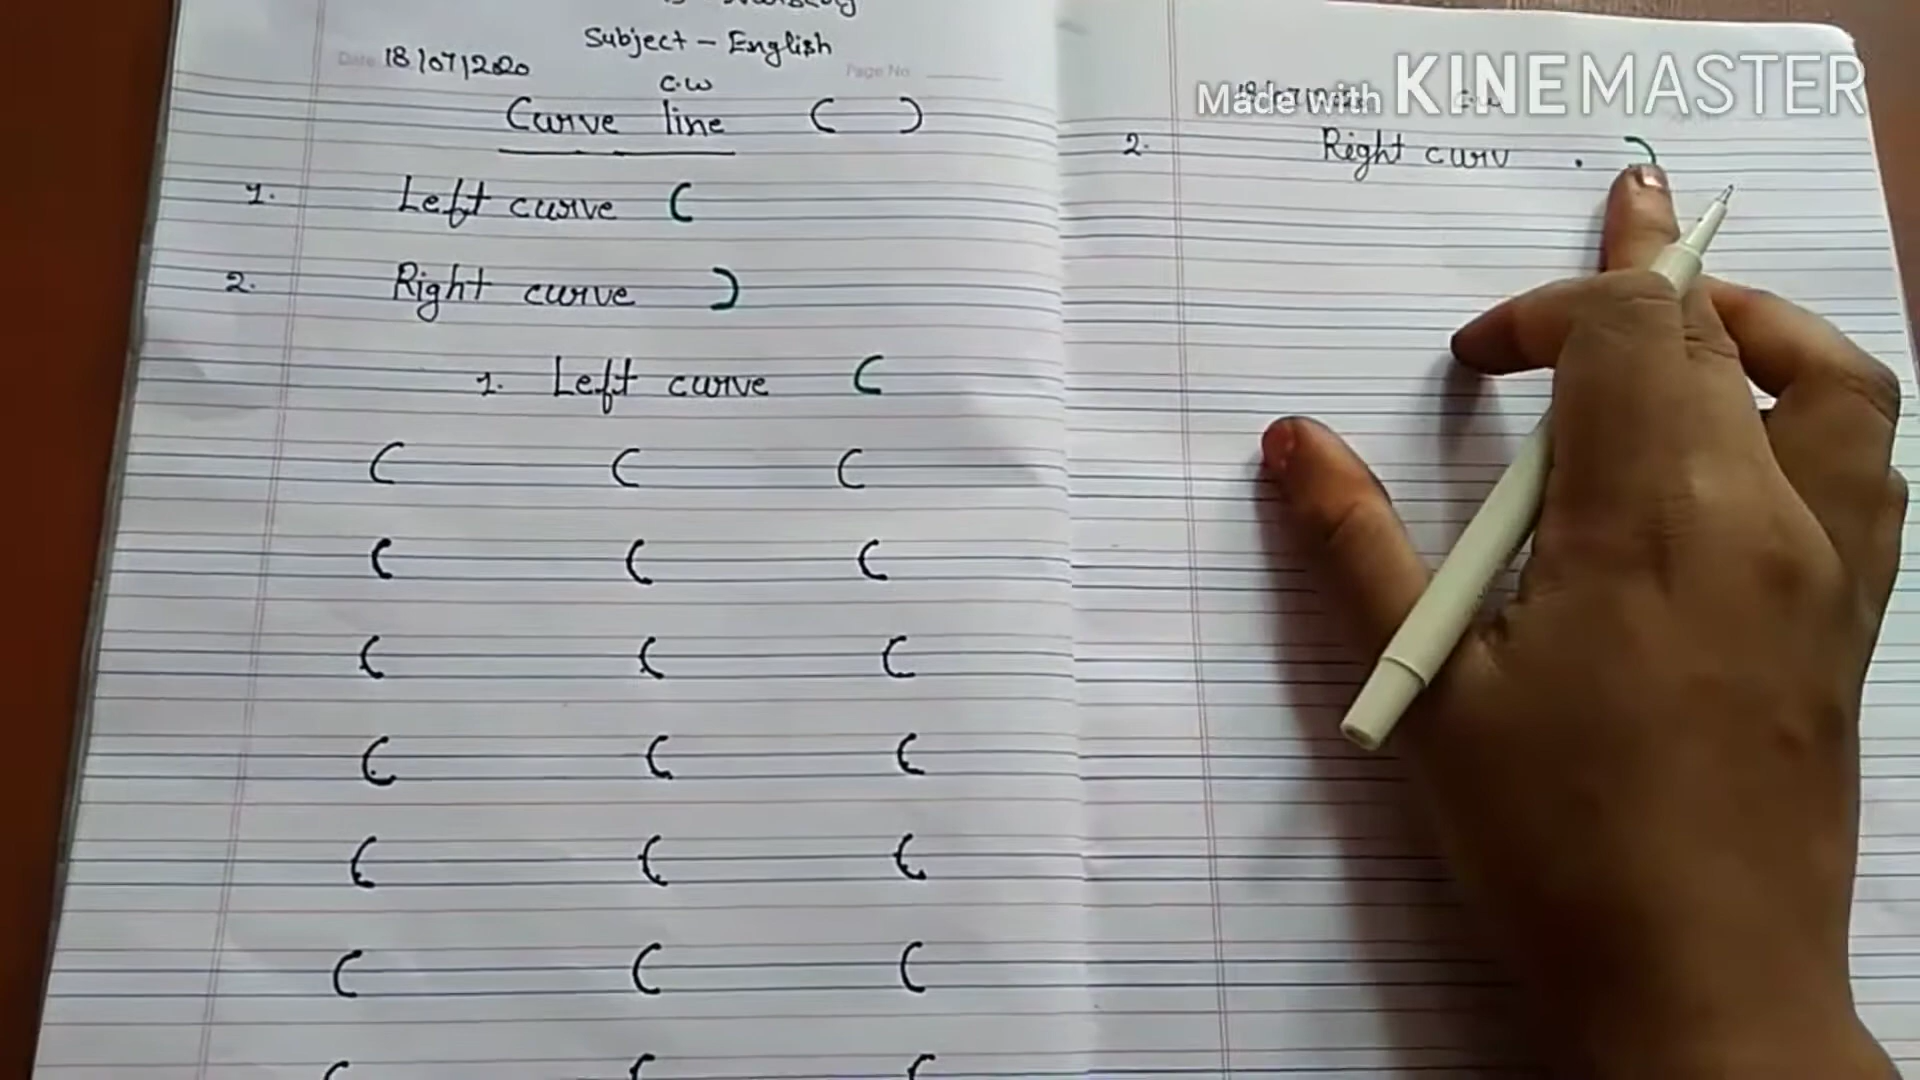 Subject - English
Date 18/07/2020
Page No.
C.W
Curve line ( )
1. Left curve (
2. Right curve )
1. Left curve (
( ( (
( ( (
( ( (
( ( (
( ( (
( ( (
( ( (
Made with KINEMASTER
C.W
2. Right curv . )